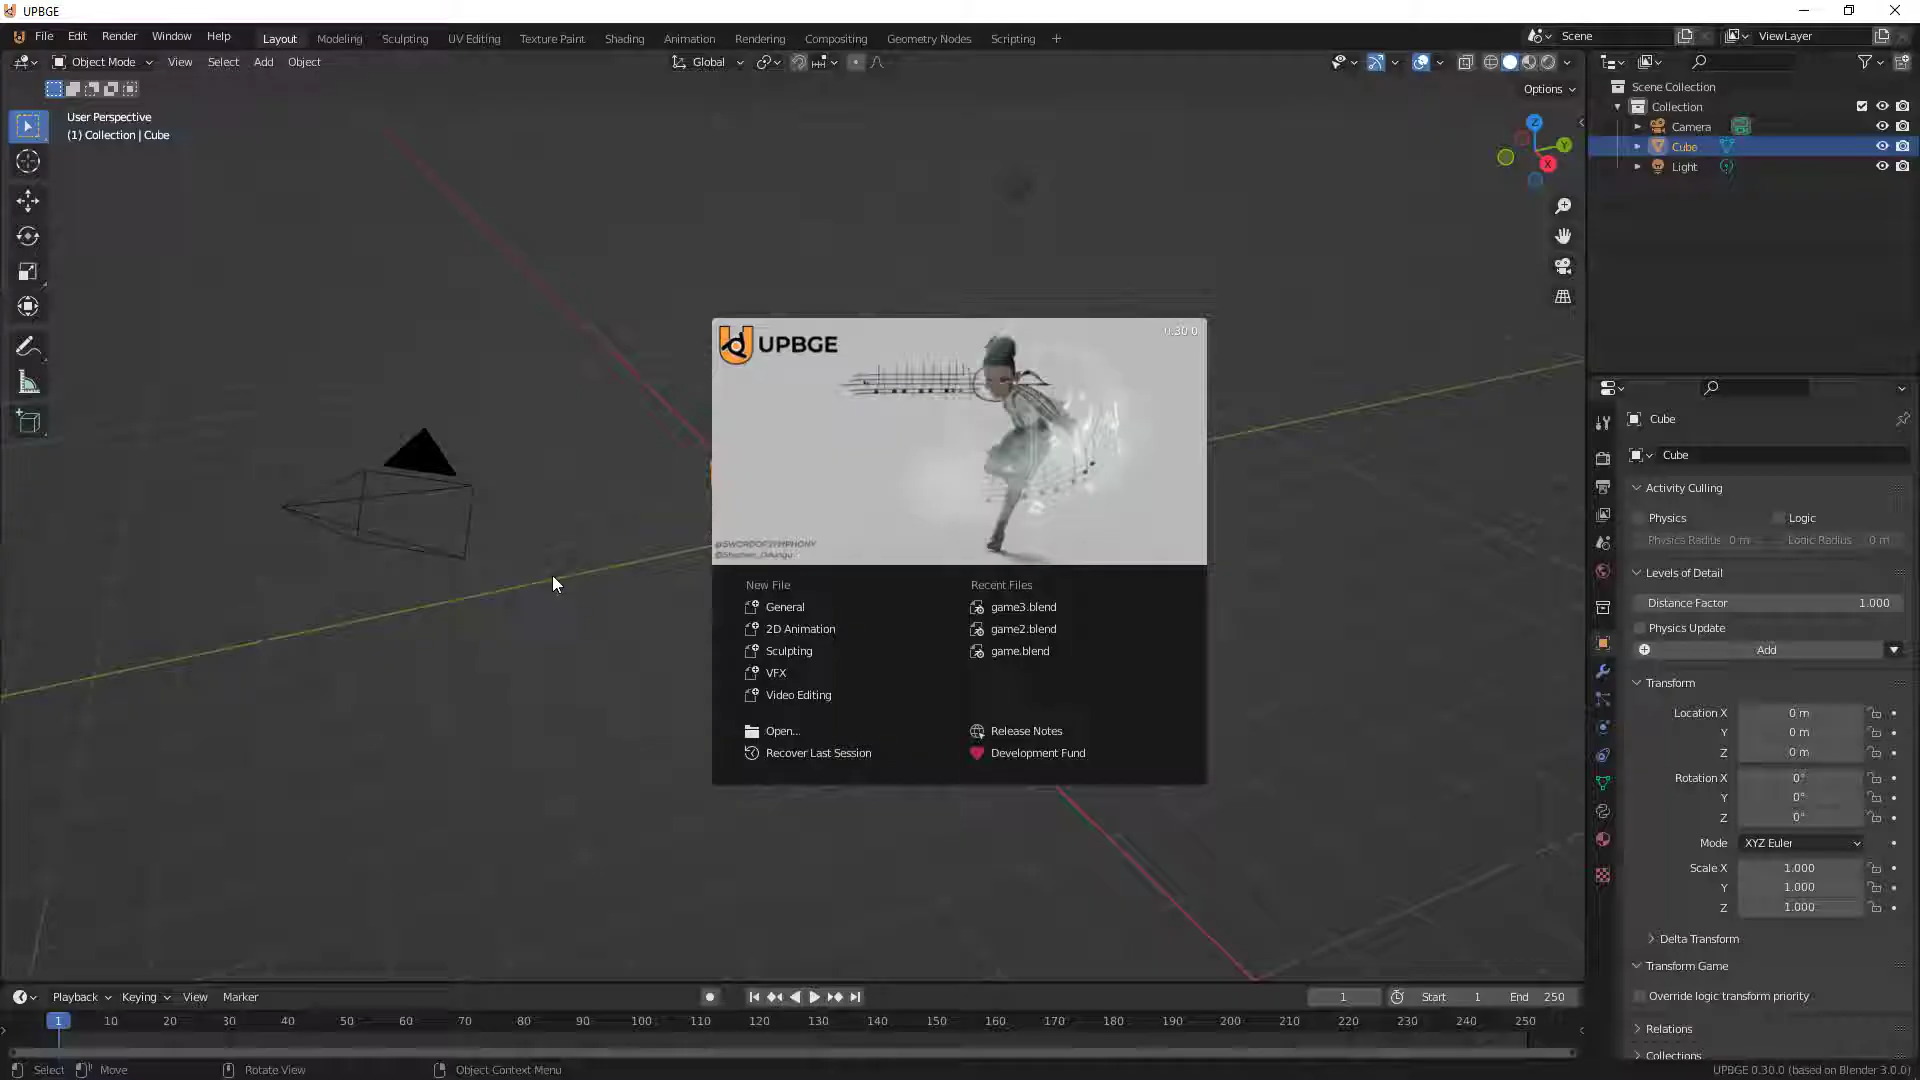 UPBGE
File Edit Render Window Help Layout Modeling Sculpting UV Editing Texture Paint Shading Animation Rendering Compositing Geometry Nodes Scripting + Scene ViewLayer
Object Mode View Select Add Object Global
Options
User Perspective
(1) Collection | Cube
Z
Y
X
Scene Collection
Collection
Camera
Cube
Light
UPBGE
0.30.0
@SWORDOFSYMPHONY
New File
General
2D Animation
Sculpting
VFX
Video Editing
Open...
Recover Last Session
Recent Files
game3.blend
game2.blend
game.blend
Release Notes
Development Fund
Cube
Cube
Activity Culling
Physics Logic
Physics Radius 0 m Logic Radius 0 m
Levels of Detail
Distance Factor 1.000
Physics Update
Add
Transform
Location X 0 m
Y 0 m
Z 0 m
Rotation X 0°
Y 0°
Z 0°
Mode XYZ Euler
Scale X 1.000
Y 1.000
Z 1.000
Delta Transform
Transform Game
Override logic transform priority
Relations
Collections
Playback Keying View Marker 1 Start 1 End 250
1 10 20 30 40 50 60 70 80 90 100 110 120 130 140 150 160 170 180 190 200 210 220 230 240 250
Select Move Rotate View Object Context Menu UPBGE 0.30.0 (based on Blender 3.0.0)